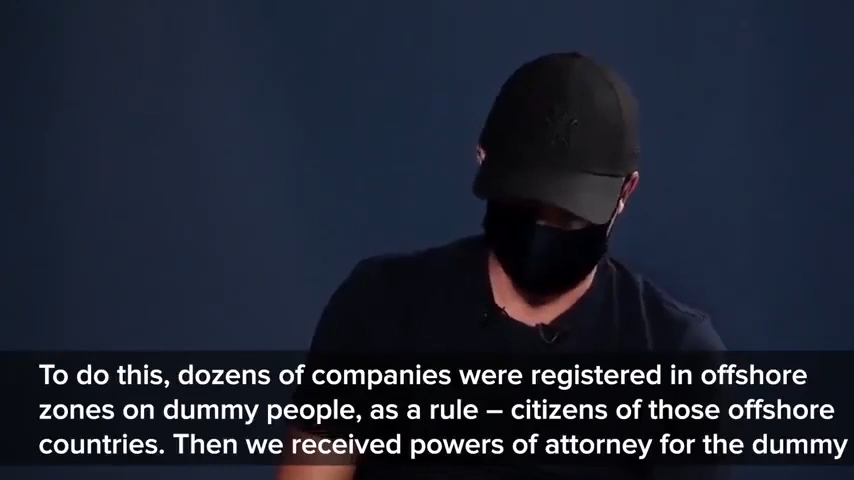 To do this, dozens of companies were registered in offshore
zones on dummy people, as a rule – citizens of those offshore
countries. Then we received powers of attorney for the dummy